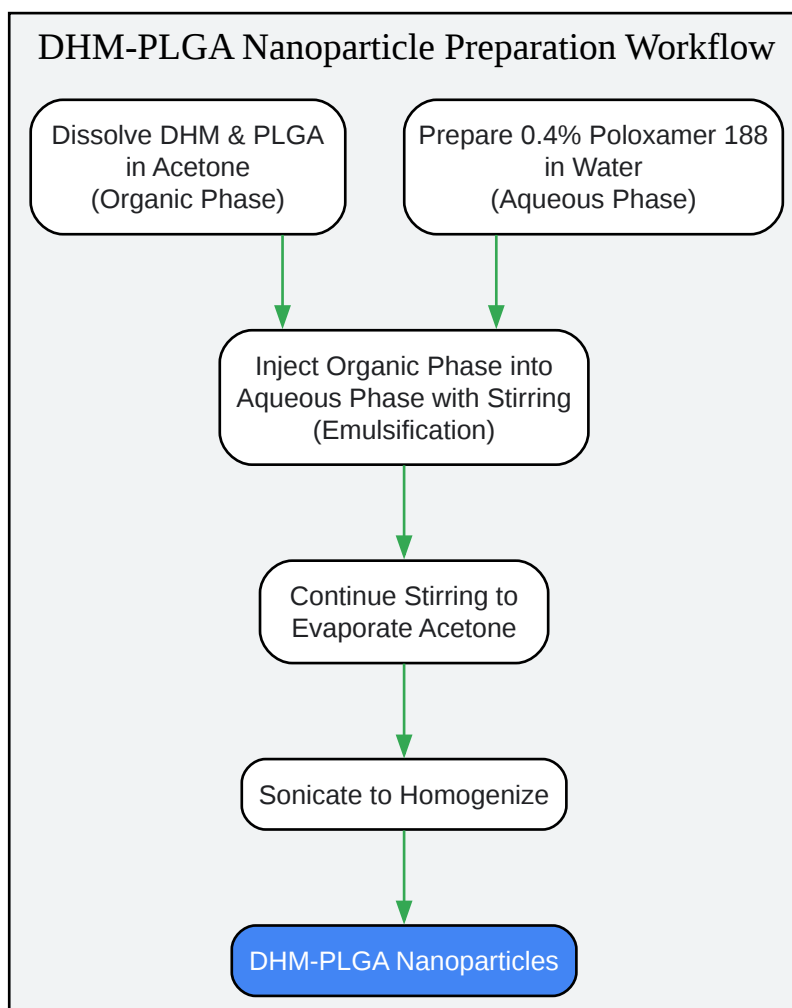 DHM-PLGA Nanoparticle Preparation Workflow
Dissolve DHM & PLGA
in Acetone
(Organic Phase)
Prepare 0.4% Poloxamer 188
in Water
(Aqueous Phase)
Inject Organic Phase into
Aqueous Phase with Stirring
(Emulsification)
Continue Stirring to
Evaporate Acetone
Sonicate to Homogenize
DHM-PLGA Nanoparticles